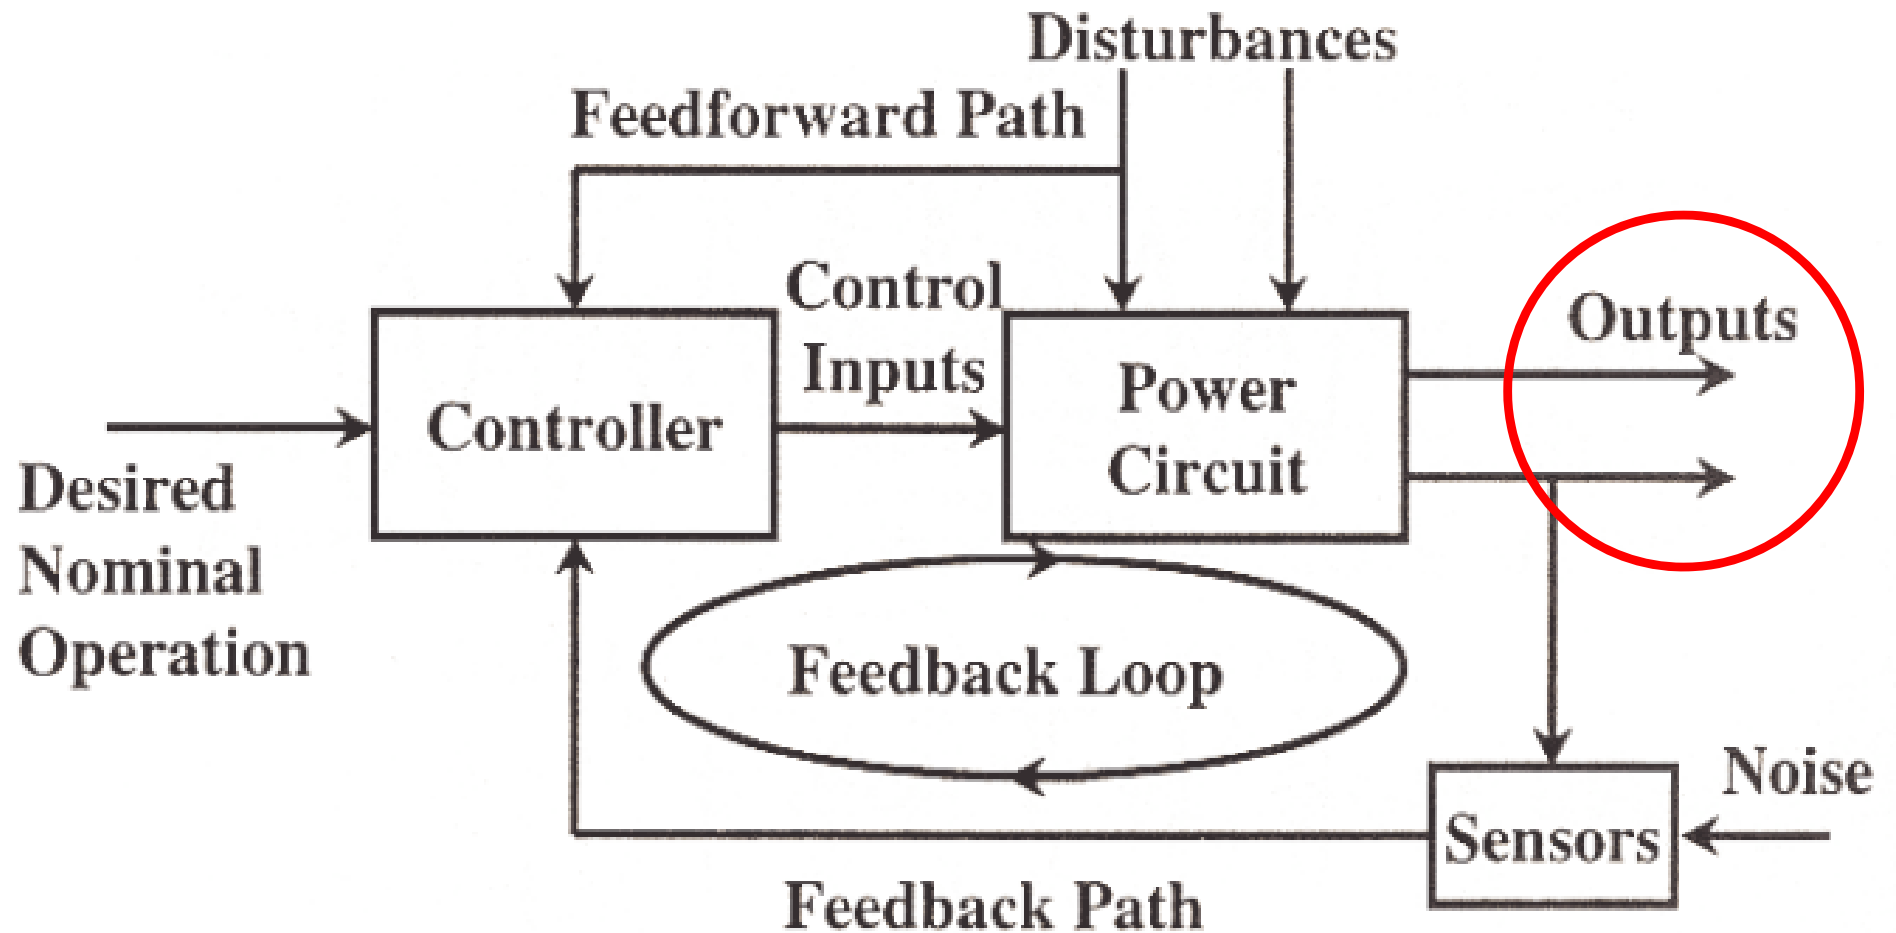 Disturbances
Feedforward Path
Control
Inputs
Controller
Power
Circuit
Outputs
Desired
Nominal
Operation
Feedback Loop
Noise
Sensors
Feedback Path